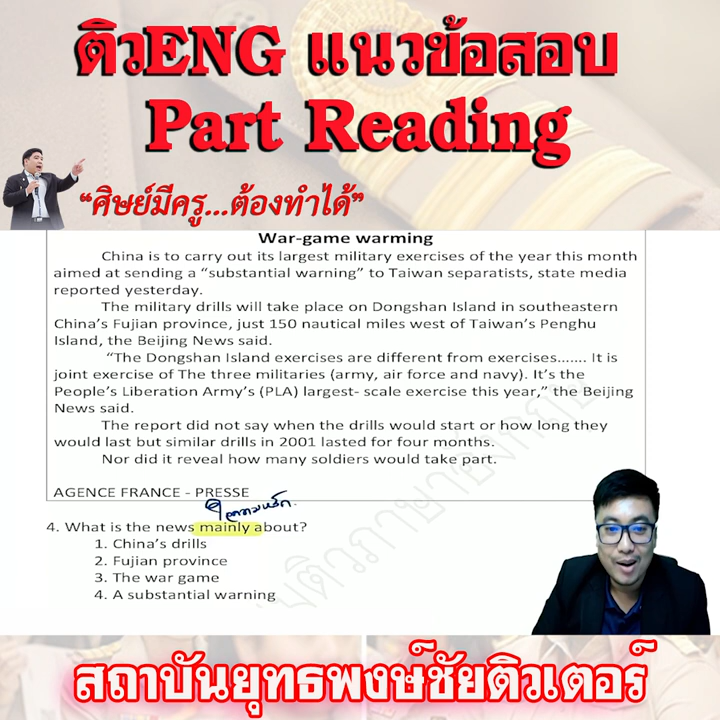 ติวENG แนวข้อสอบ
Part Reading
“ศิษย์มีครู...ต้องทำได้”
War-game warming
China is to carry out its largest military exercises of the year this month
aimed at sending a “substantial warning” to Taiwan separatists, state media
reported yesterday.
The military drills will take place on Dongshan Island in southeastern
China’s Fujian province, just 150 nautical miles west of Taiwan’s Penghu
Island, the Beijing News said.
“The Dongshan Island exercises are different from exercises....... It is
joint exercise of The three militaries (army, air force and navy). It’s the
People’s Liberation Army’s (PLA) largest- scale exercise this year,” the Beijing
News said.
The report did not say when the drills would start or how long they
would last but similar drills in 2001 lasted for four months.
Nor did it reveal how many soldiers would take part.
AGENCE FRANCE - PRESSE
4. What is the news mainly about?
1. China’s drills
2. Fujian province
3. The war game
4. A substantial warning
สถาบันยุทธพงษ์ชัยติวเตอร์